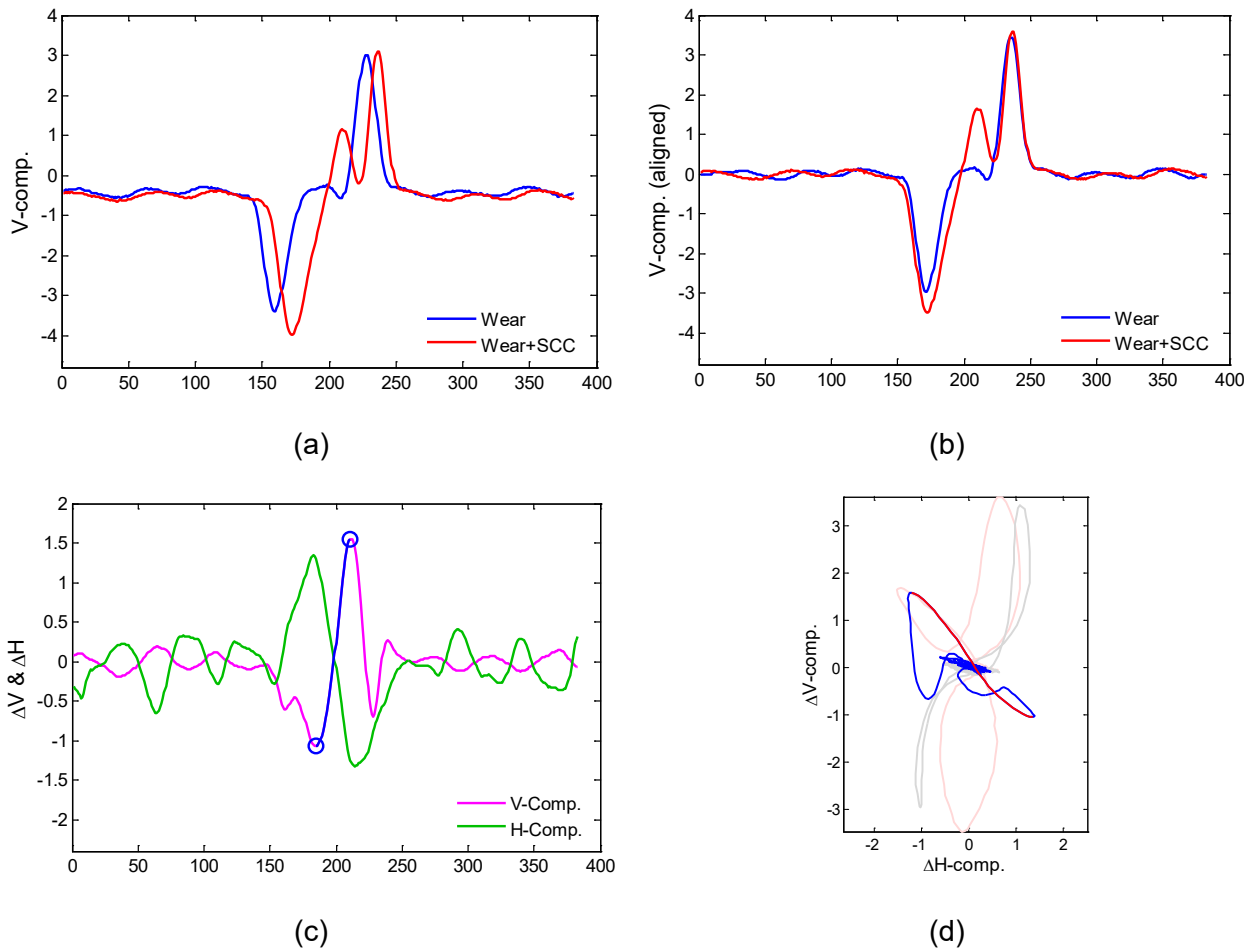 4
3
2
1
0
-1
-2
-3
-4
V-comp.
Wear
Wear+SCC
0 50 100 150 200 250 300 350 400
(a)
4
3
2
1
0
-1
-2
-3
-4
V-comp. (aligned)
Wear
Wear+SCC
0 50 100 150 200 250 300 350 400
(b)
2
1.5
1
0.5
0
-0.5
-1
-1.5
-2
ΔV & ΔH
V-Comp.
H-Comp.
0 50 100 150 200 250 300 350 400
(c)
3
2
1
0
-1
-2
-3
ΔV-comp.
-2 -1 0 1 2
ΔH-comp.
(d)